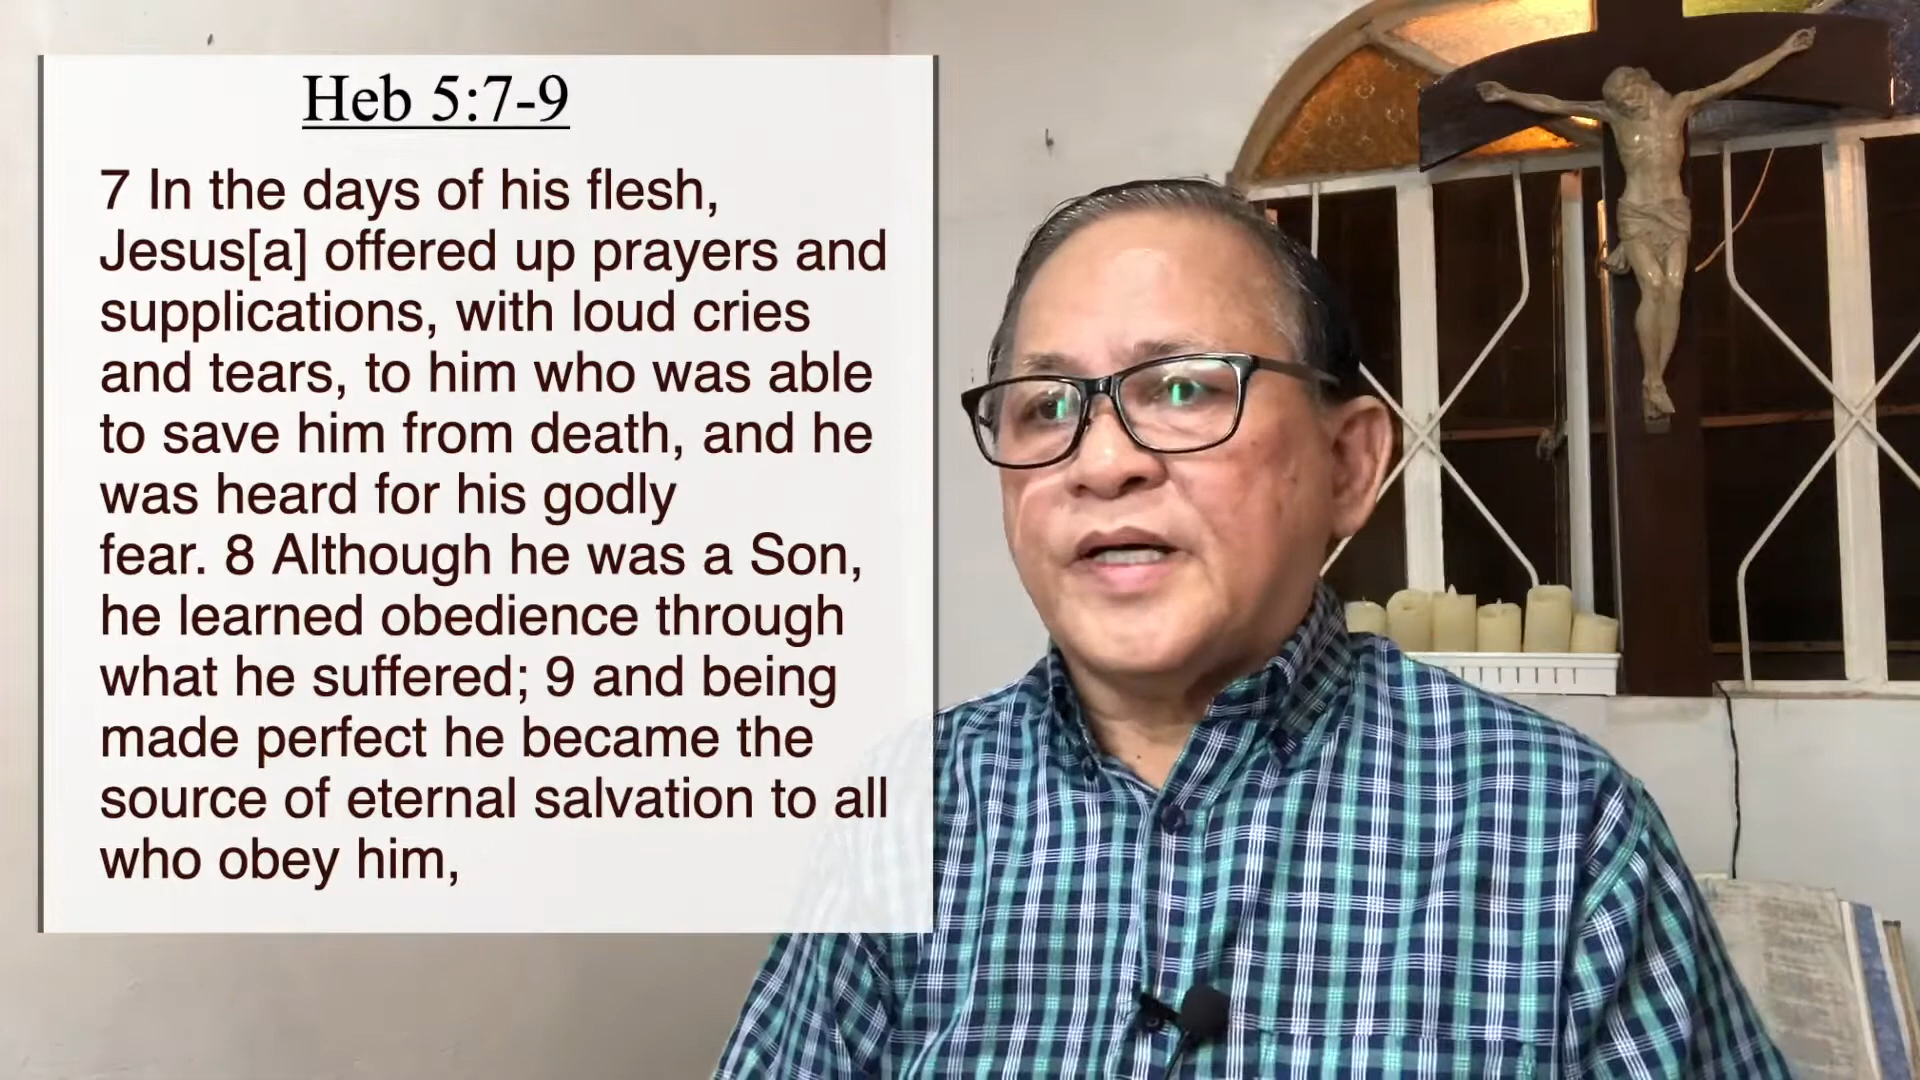 Heb 5:7-9
7 In the days of his flesh,
Jesus[a] offered up prayers and
supplications, with loud cries
and tears, to him who was able
to save him from death, and he
was heard for his godly
fear. 8 Although he was a Son,
he learned obedience through
what he suffered; 9 and being
made perfect he became the
source of eternal salvation to all
who obey him,